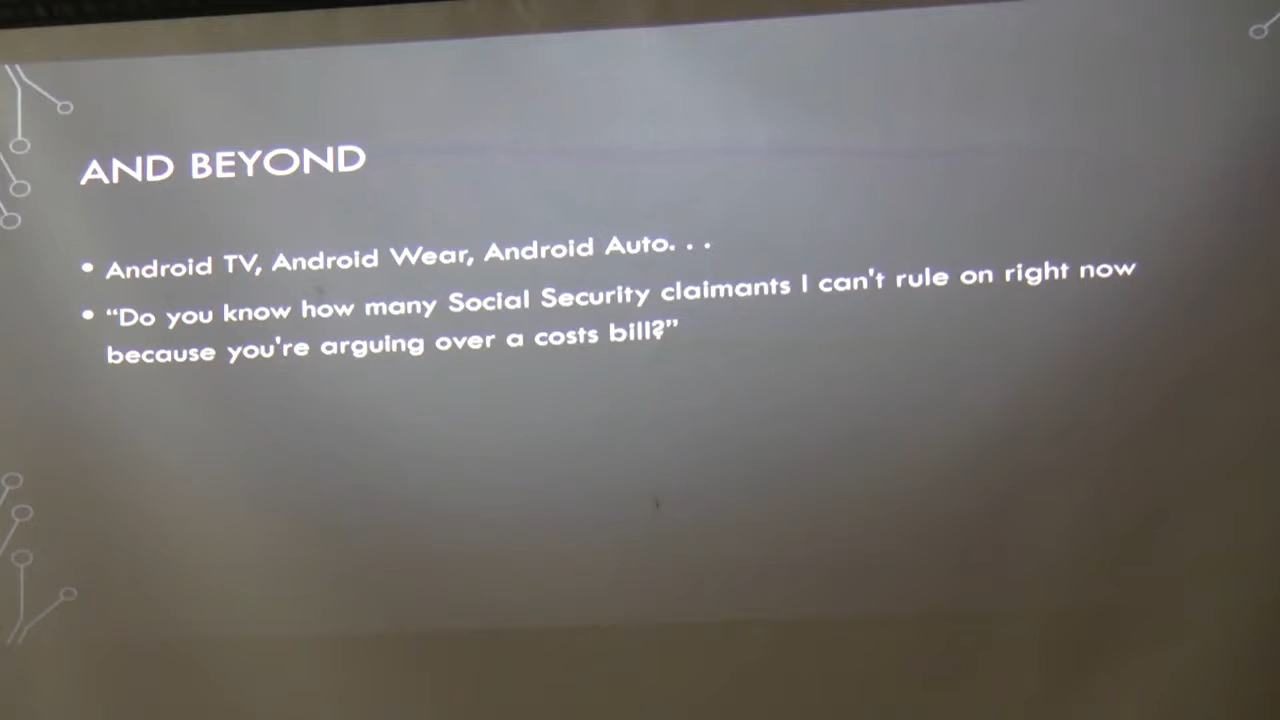 AND BEYOND
• Android TV, Android Wear, Android Auto. . .
• “Do you know how many Social Security claimants I can't rule on right now
because you're arguing over a costs bill?”